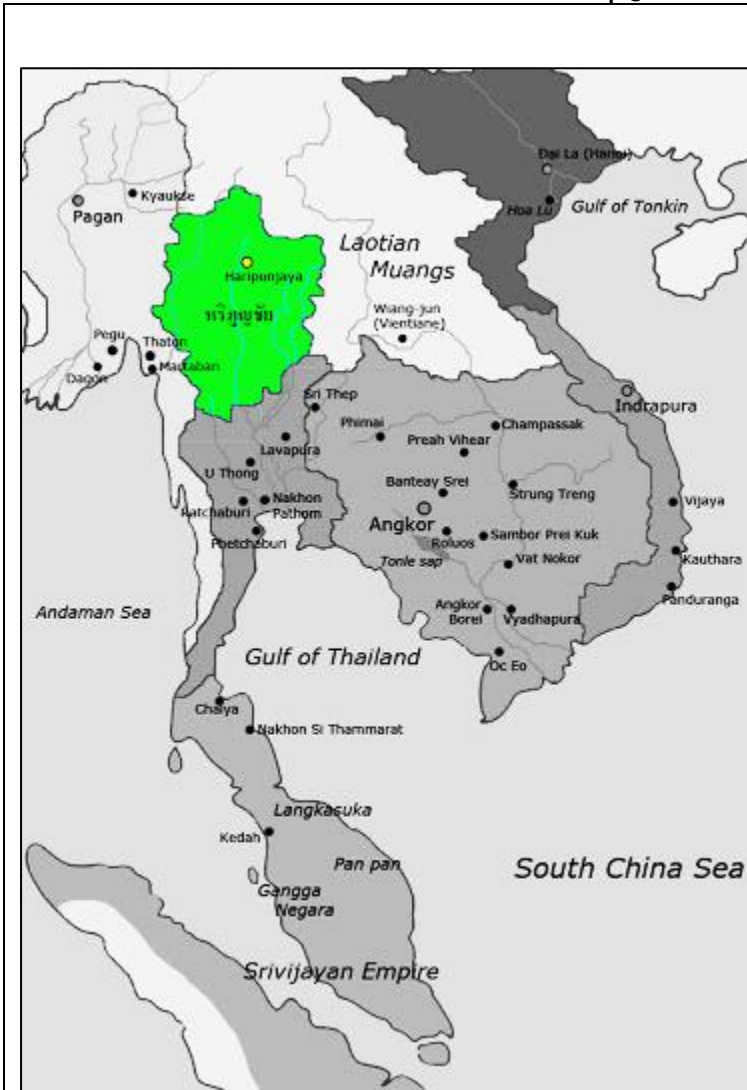 Đai La (Hanoi)
Kyaukse
Pagan
Hoa Lu
Gulf of Tonkin
Laotian
Muangs
Haripunjaya
หริภุญชัย
Wiang-jun
(Vientiane)
Pegu
Thaton
Dagon
Martaban
Sri Thep
Indrapura
Phimai
Champassak
Lavapura
Preah Vihear
U Thong
Banteay Srei
Strung Treng
Ratchaburi
Nakhon
Pathom
Vijaya
Angkor
Phetchaburi
Roluos
Sambor Prei Kuk
Tonle sap
Vat Nokor
Kauthara
Panduranga
Andaman Sea
Angkor
Borei
Vyadhapura
Gulf of Thailand
Oc Eo
Chaiya
Nakhon Si Thammarat
Langkasuka
Kedah
Pan pan
South China Sea
Gangga
Negara
Srivijayan Empire